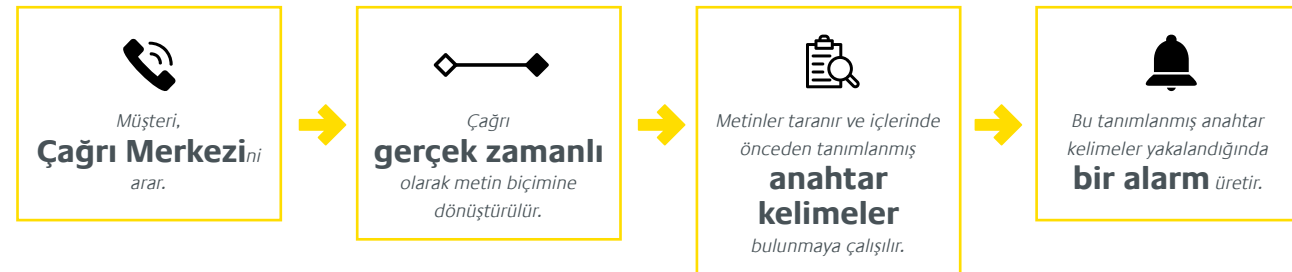 Müşteri,
Çağrı Merkezini
arar.
Çağrı
gerçek zamanlı
olarak metin biçimine
dönüştürülür.
Metinler taranır ve içlerinde
önceden tanımlanmış
anahtar
kelimeler
bulunmaya çalışılır.
Bu tanımlanmış anahtar
kelimeler yakalandığında
bir alarm üretir.